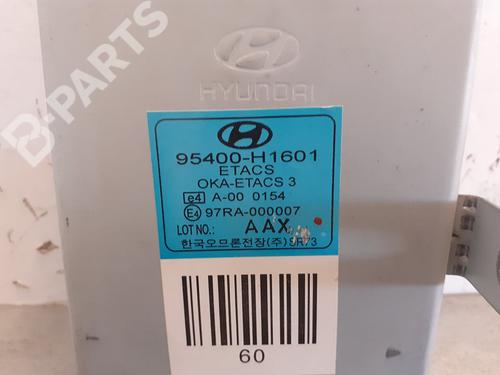 B-PARTS
HYUNDAI
95400-H1601
ETACS
OKA-ETACS 3
e4 A-00 0154
E4 97RA-000007
LOT NO.: AAX
한국오므론전장(주) SR73
60